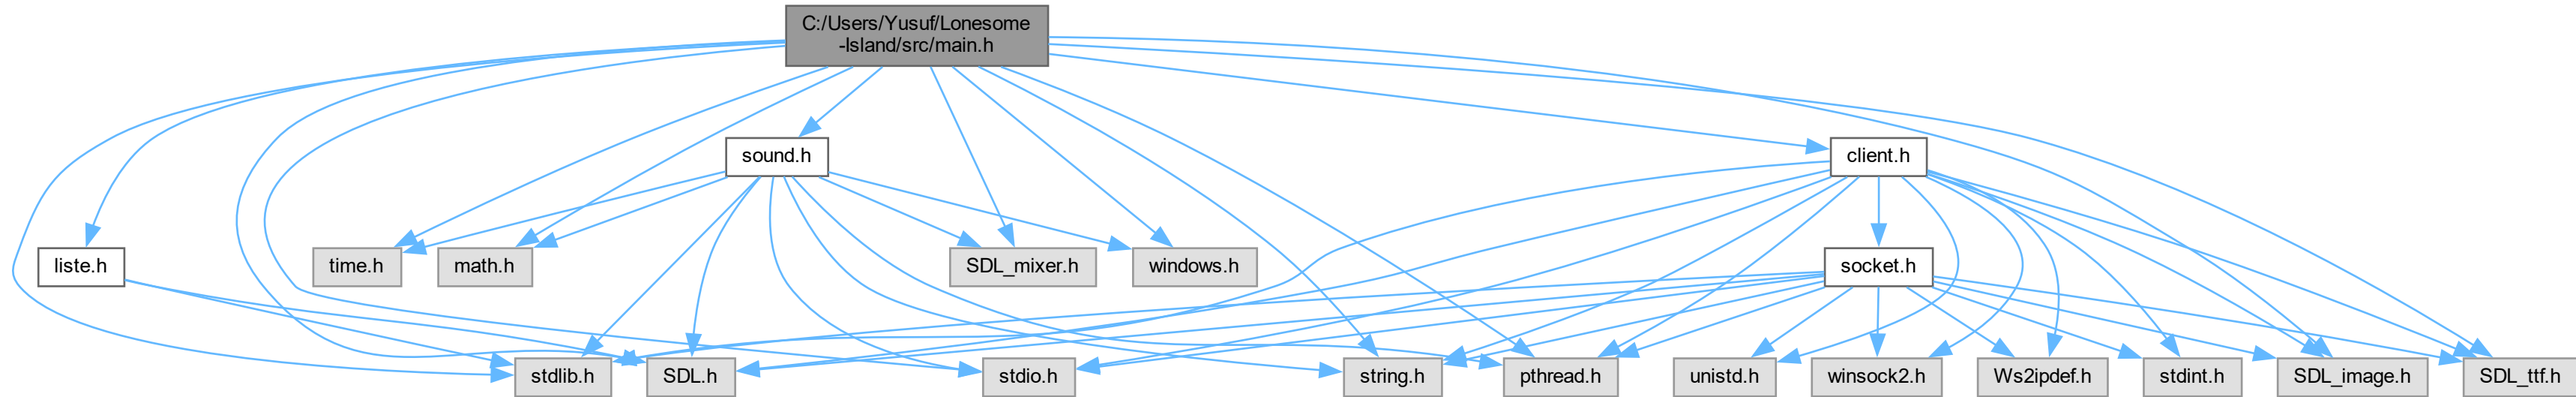 C:/Users/Yusuf/Lonesome
-Island/src/main.h
sound.h
client.h
liste.h
time.h
math.h
SDL_mixer.h
windows.h
socket.h
stdlib.h
SDL.h
stdio.h
string.h
pthread.h
unistd.h
winsock2.h
Ws2ipdef.h
stdint.h
SDL_image.h
SDL_ttf.h